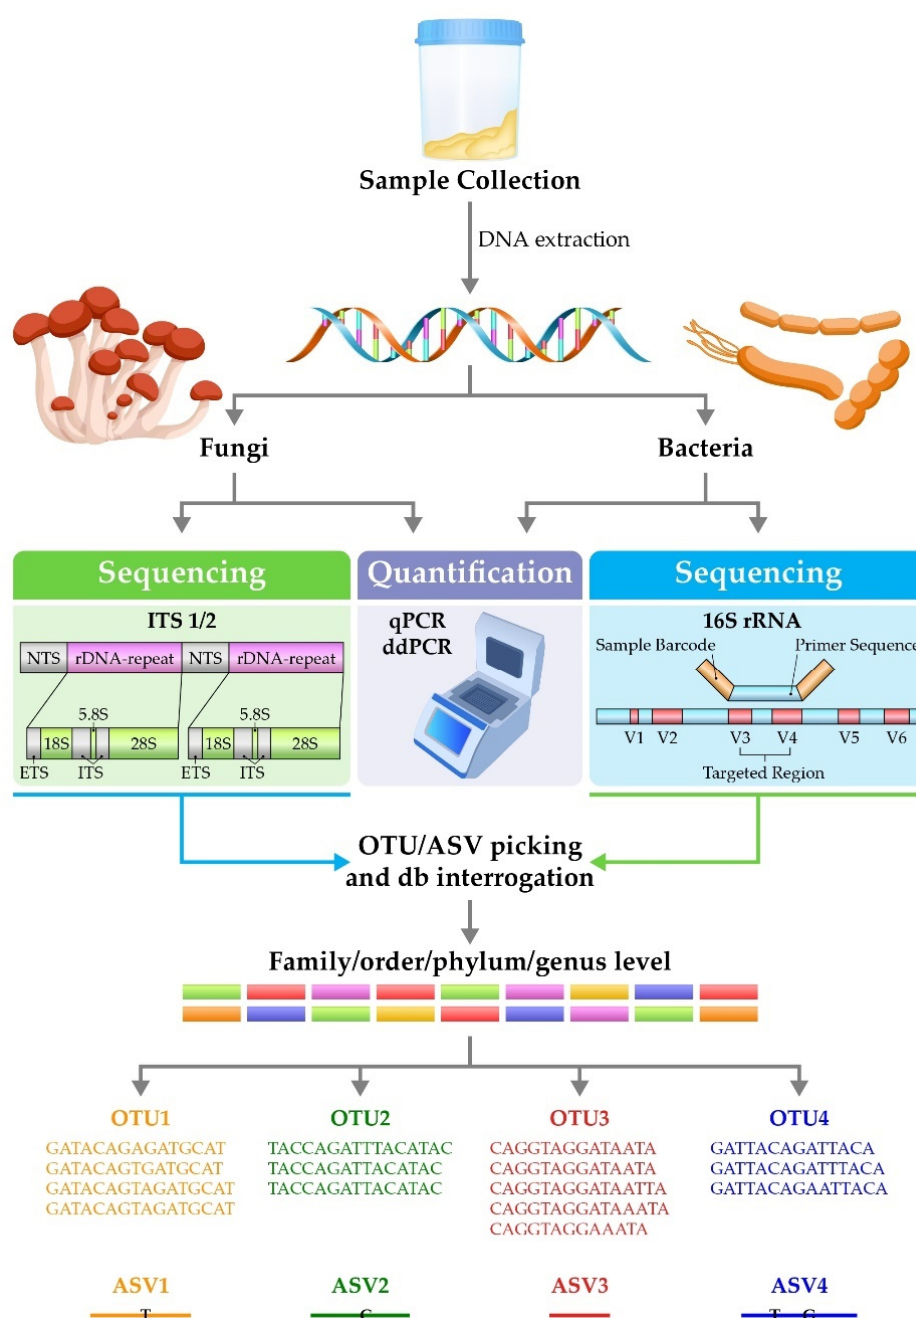 Sample Collection
DNA extraction
Fungi
Bacteria
Sequencing
Quantification
Sequencing
ITS 1/2
NTS
rDNA-repeat
NTS
rDNA-repeat
5.8S
5.8S
18S
28S
18S
28S
ETS
ITS
ETS
ITS
qPCR
ddPCR
16S rRNA
Sample Barcode
Primer Sequence
V1
V2
V3
V4
V5
V6
Targeted Region
OTU/ASV picking
and db interrogation
Family/order/phylum/genus level
OTU1
GATACAGAGATGCAT
GATACAGTGATGCAT
GATACAGTAGATGCAT
GATACAGTAGATGCAT
OTU2
TACCAGATTTACATAC
TACCAGATTACATAC
TACCAGATTACATAC
OTU3
CAGGTAGGATAATA
CAGGTAGGATAATA
CAGGTAGGATAATTA
CAGGTAGGATAAATA
CAGGTAGGAAATA
OTU4
GATTACAGATTACA
GATTACAGATTTACA
GATTACAGAATTACA
ASV1
T
ASV2
C
ASV3
ASV4
T G